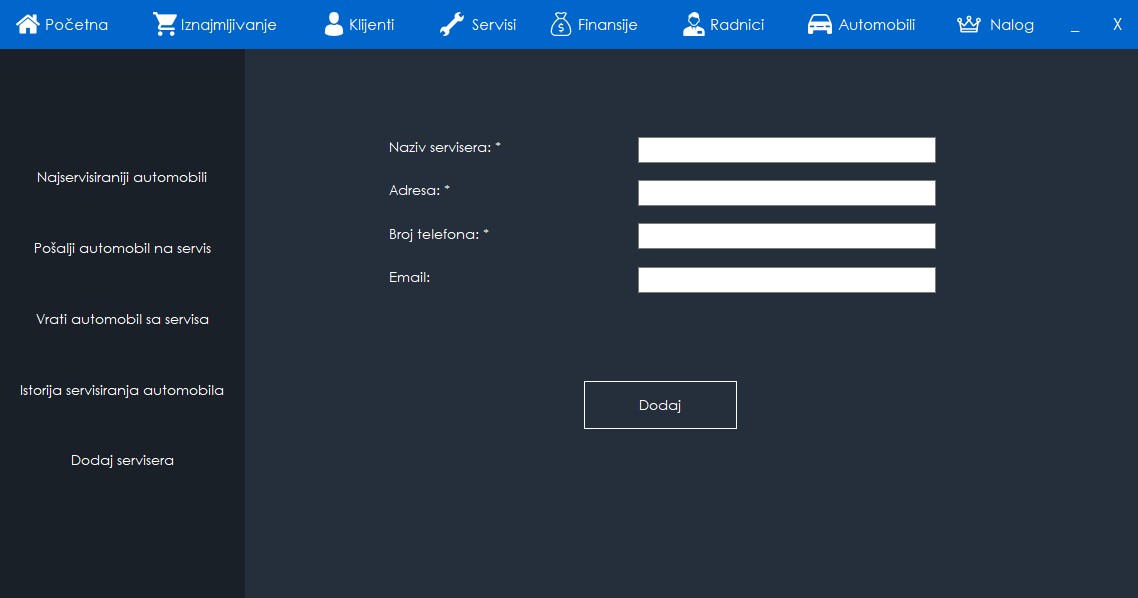 Početna Iznajmljivanje Klijenti Servisi Finansije Radnici Automobili Nalog _ X
Najservisiraniji automobili
Pošalji automobil na servis
Vrati automobil sa servisa
Istorija servisiranja automobila
Dodaj servisera
Naziv servisera: *
Adresa: *
Broj telefona: *
Email:
Dodaj